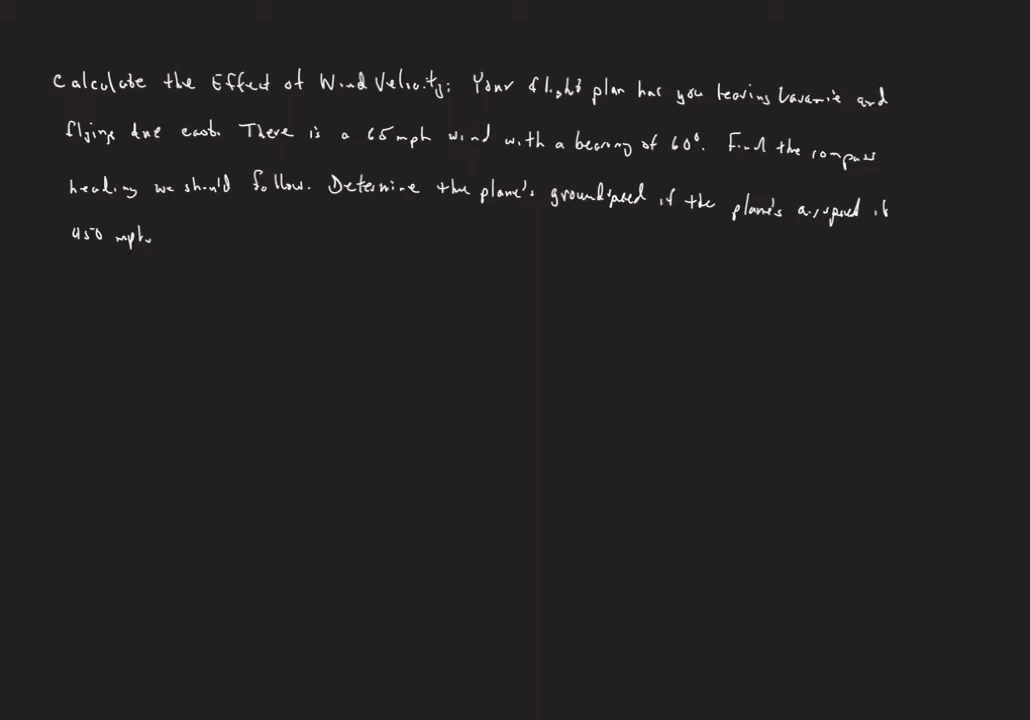 Calculate the Effect of Wind Velocity: Your flight plan has you leaving Laramie and
flying due east. There is a 65 mph wind with a bearing of 60°. Find the compass
heading we should follow. Determine the plane's groundspeed if the plane's airspeed is
450 mph.